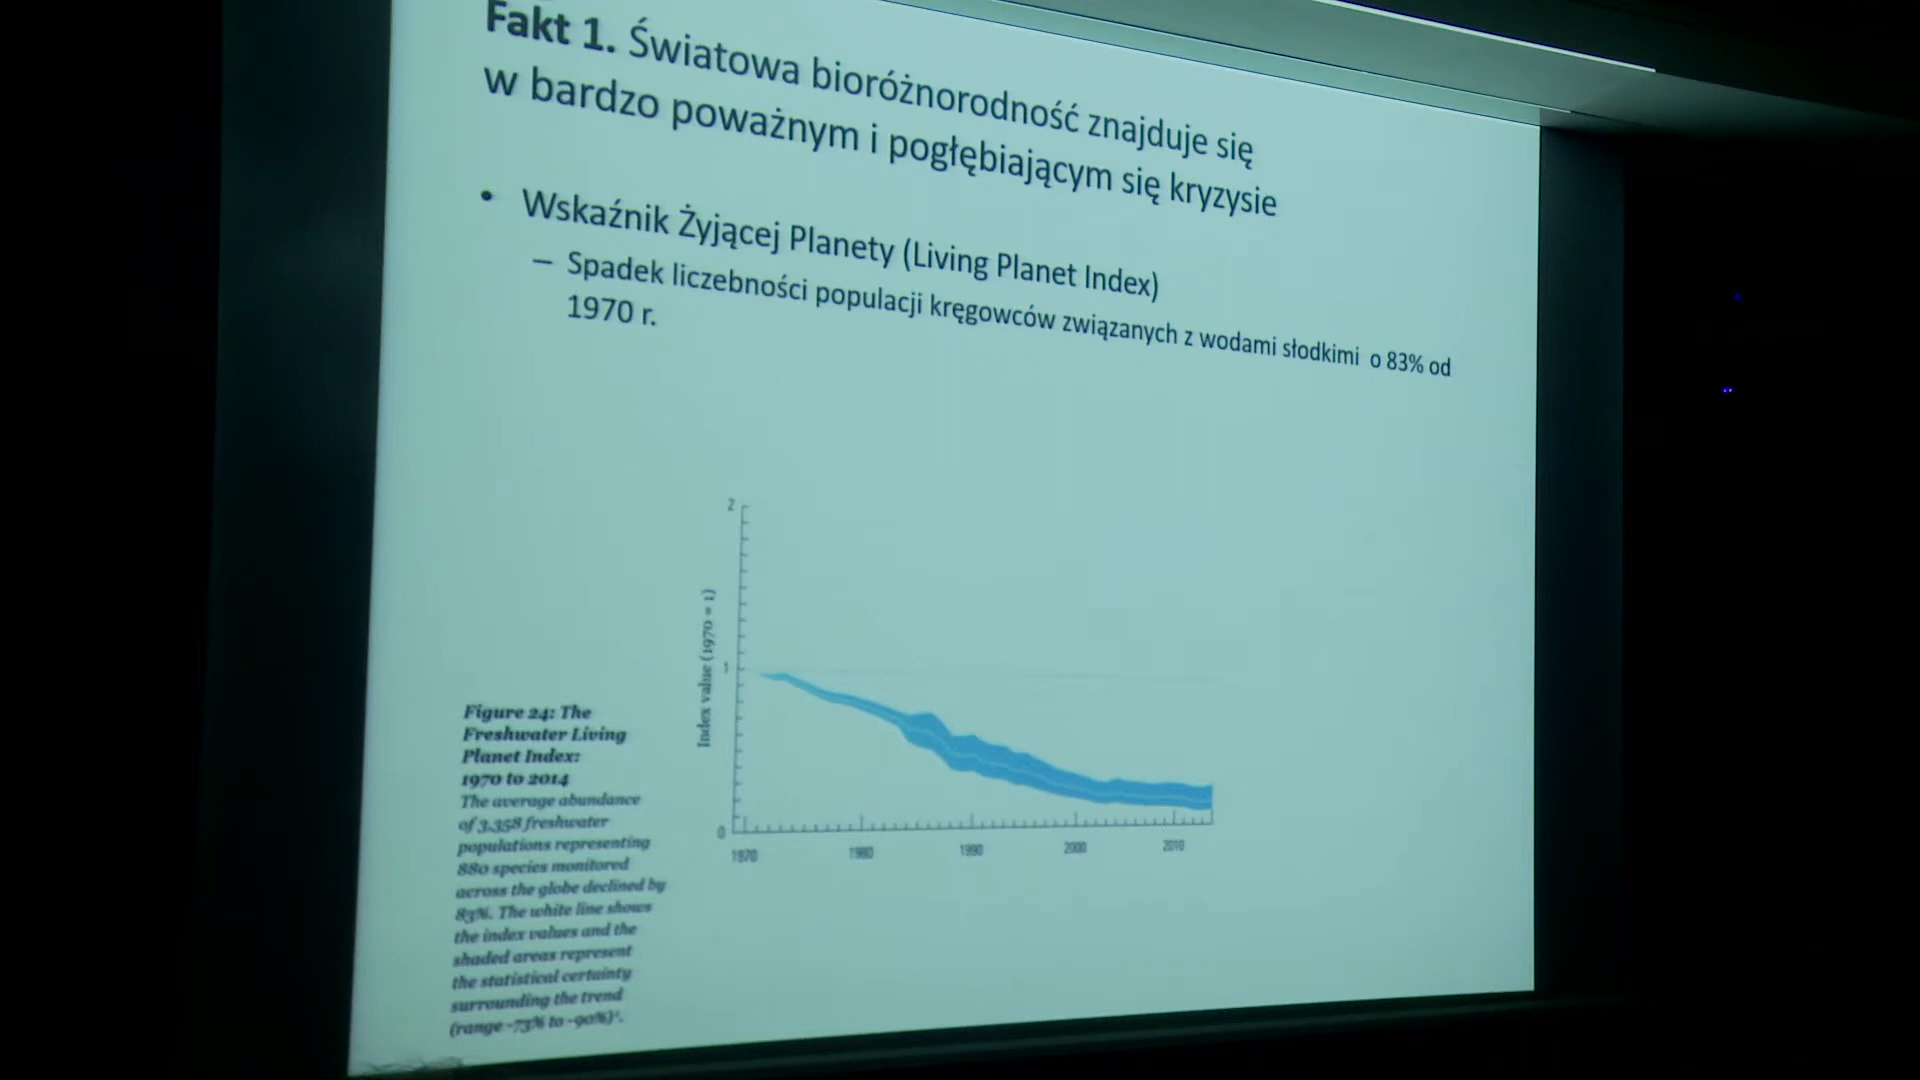 Fakt 1. Światowa bioróżnorodność znajduje się
w bardzo poważnym i pogłębiającym się kryzysie
• Wskaźnik Żyjącej Planety (Living Planet Index)
– Spadek liczebności populacji kręgowców związanych z wodami słodkimi o 83% od
1970 r.
2
Index value (1970 = 1)
1
0
1970 1980 1990 2000 2010
Figure 24: The
Freshwater Living
Planet Index:
1970 to 2014
The average abundance
of 3,358 freshwater
populations representing
880 species monitored
across the globe declined by
83%. The white line shows
the index values and the
shaded areas represent
the statistical certainty
surrounding the trend
(range -73% to -90%)